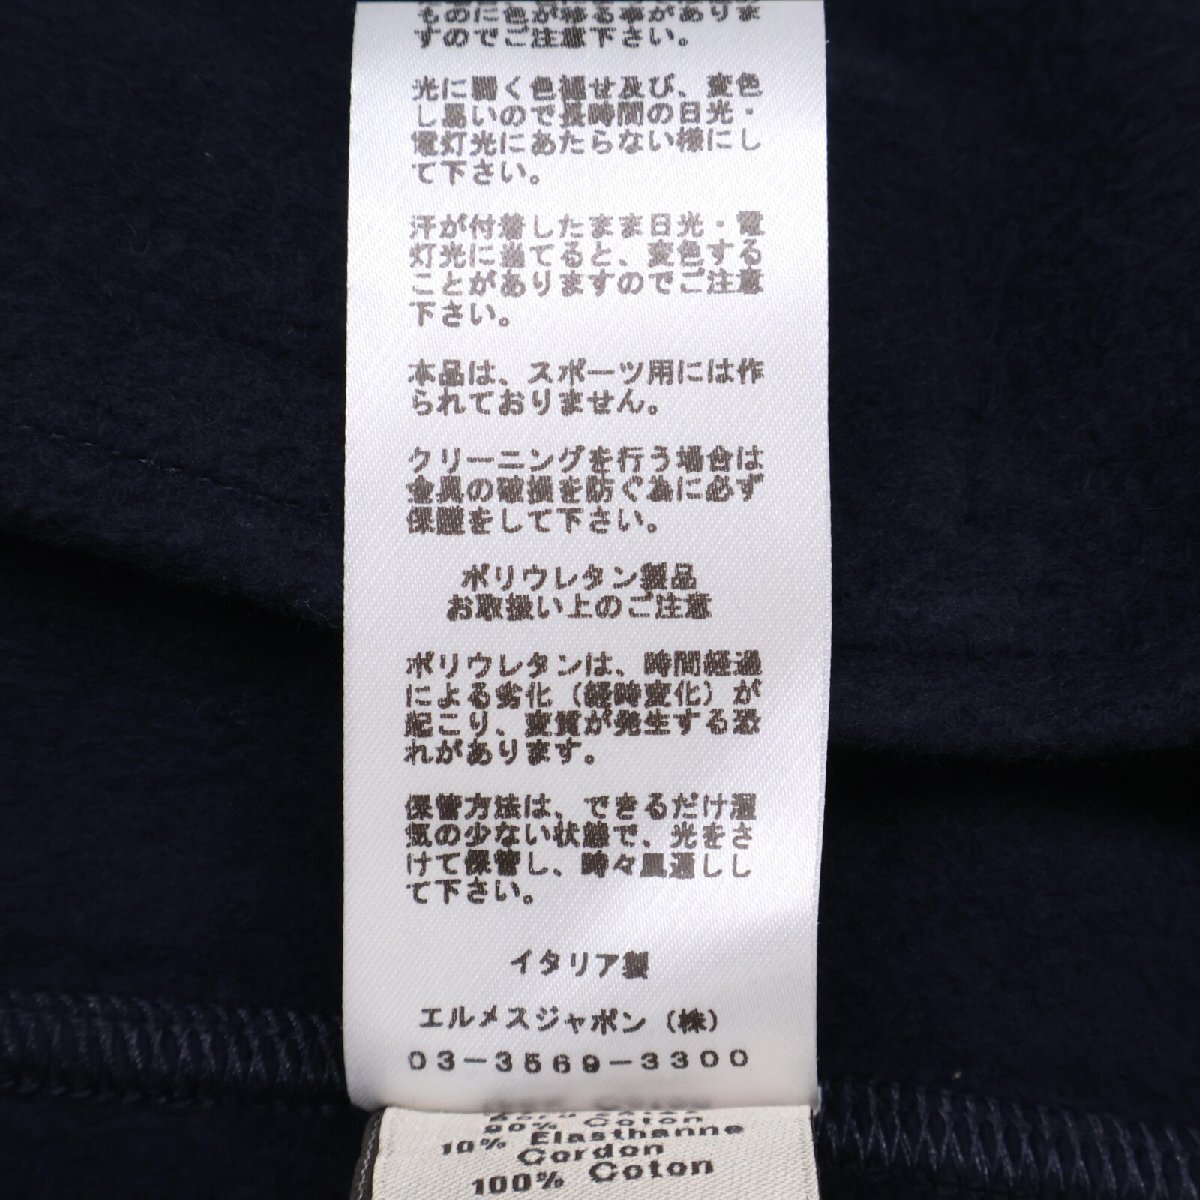 ものに色が移る事がありま
すのでご注意下さい。
光に弱く色褪せ及び、変色
し易いので長時間の日光・
電灯光にあたらない様にし
て下さい。
汗が付着したまま日光・電
灯光に当てると、変色する
ことがありますのでご注意
下さい。
本品は、スポーツ用には作
られておりません。
クリーニングを行う場合は
金具の破損を防ぐ為に必ず
保護をして下さい。
ポリウレタン製品
お取扱い上のご注意
ポリウレタンは、時間経過
による劣化（経時変化）が
起こり、変質が発生する恐
れがあります。
保管方法は、できるだけ湿
気の少ない状態で、光をさ
けて保管し、時々風通しし
て下さい。
イタリア製
エルメスジャポン（株）
03-3569-3300
90% Coton
10% Elasthanne
Cordon
100% Coton